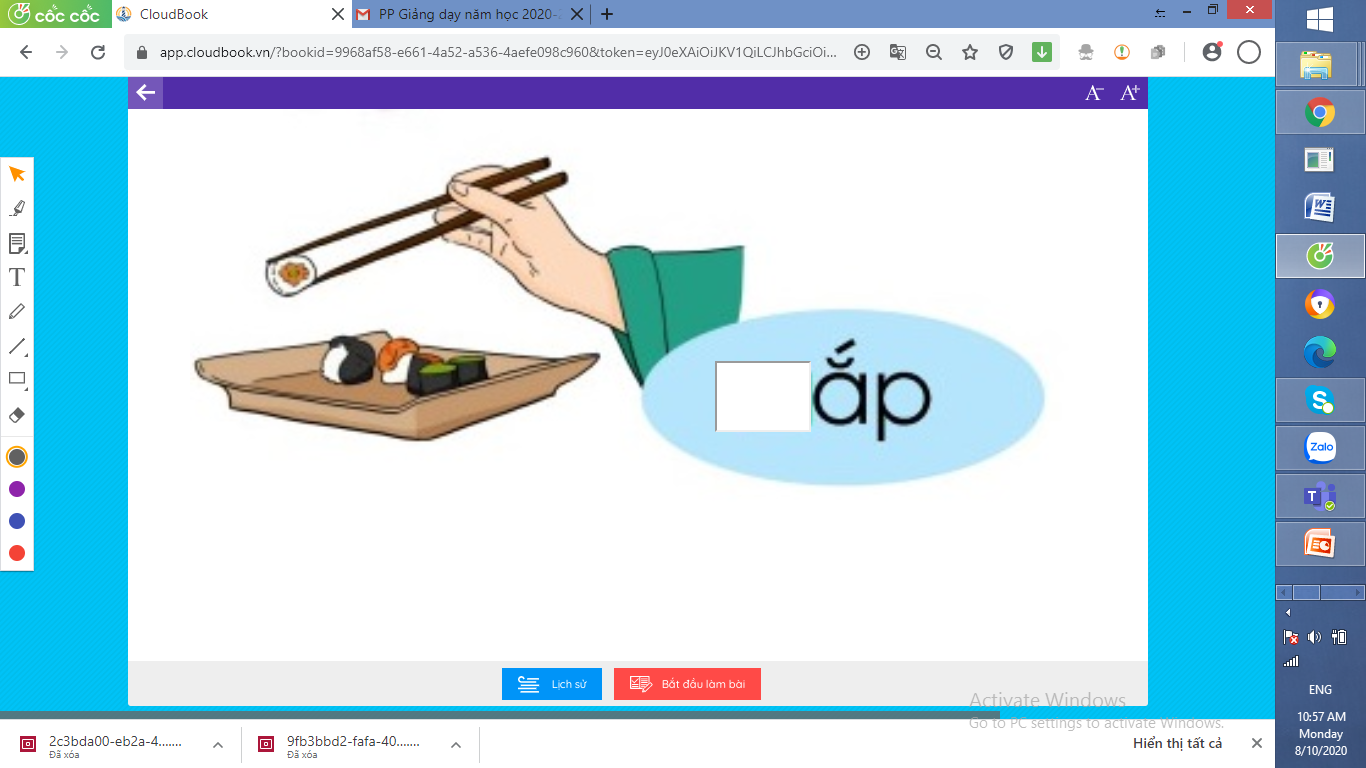 cốc cốc
CloudBook
PP Giảng dạy năm học 2020-
app.cloudbook.vn/?bookid=9968af58-e661-4a52-a536-4aefe098c960&token=eyJ0eXAiOiJKV1QiLCJhbGciOi...
A− A+
T
ắp
Lịch sử
Bắt đầu làm bài
Activate Windows
Go to PC settings to activate Windows.
2c3bda00-eb2a-4.......
Đã xóa
9fb3bbd2-fafa-40.......
Đã xóa
Hiển thị tất cả
Zalo
ENG
10:57 AM
Monday
8/10/2020